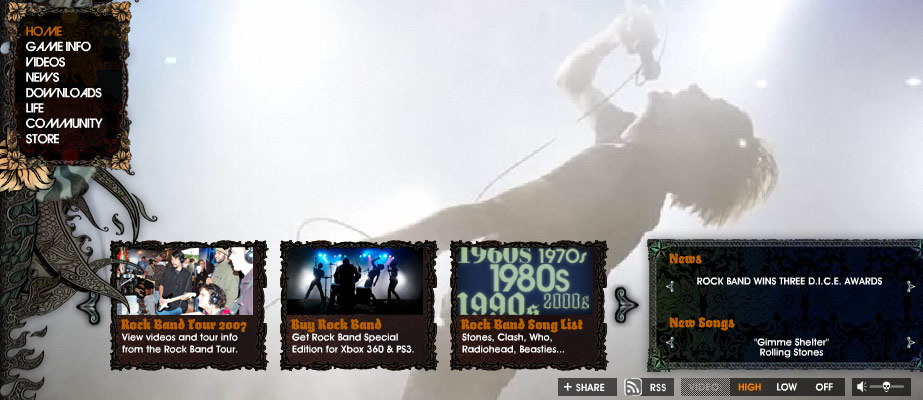 HOME
GAME INFO
VIDEOS
NEWS
DOWNLOADS
LIFE
COMMUNITY
STORE
Rock Band Tour 2007
View videos and tour info
from the Rock Band Tour.
Buy Rock Band
Get Rock Band Special
Edition for Xbox 360 & PS3.
1960s 1970s
1980s
1990s 2000s
Rock Band Song List
Stones, Clash, Who,
Radiohead, Beasties...
News
ROCK BAND WINS THREE D.I.C.E. AWARDS
New Songs
"Gimme Shelter"
Rolling Stones
+ SHARE RSS VIDEO HIGH LOW OFF